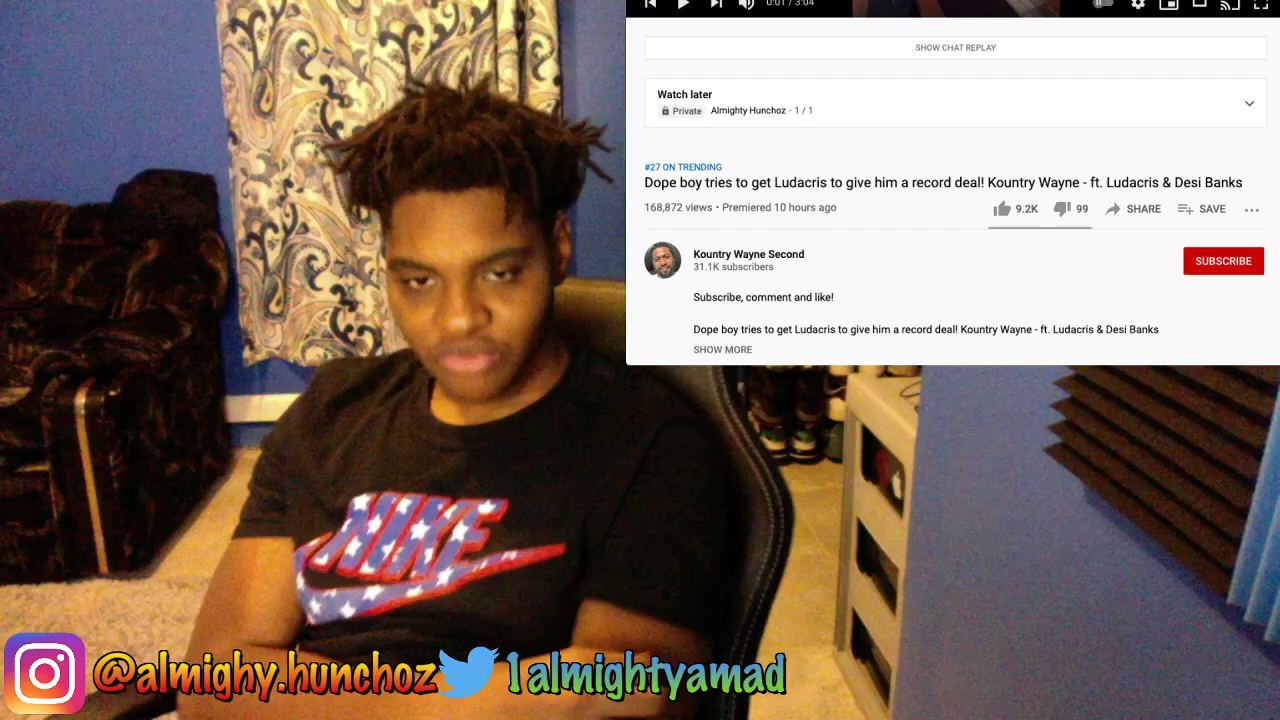 0:01 / 3:04
SHOW CHAT REPLAY
Watch later
Private Almighty Hunchoz - 1 / 1
#27 ON TRENDING
Dope boy tries to get Ludacris to give him a record deal! Kountry Wayne - ft. Ludacris & Desi Banks
168,872 views • Premiered 10 hours ago
9.2K 99 SHARE SAVE
Kountry Wayne Second
31.1K subscribers
SUBSCRIBE
Subscribe, comment and like!
Dope boy tries to get Ludacris to give him a record deal! Kountry Wayne - ft. Ludacris & Desi Banks
SHOW MORE
NIKE
@almighy.hunchoz 1almightyamad